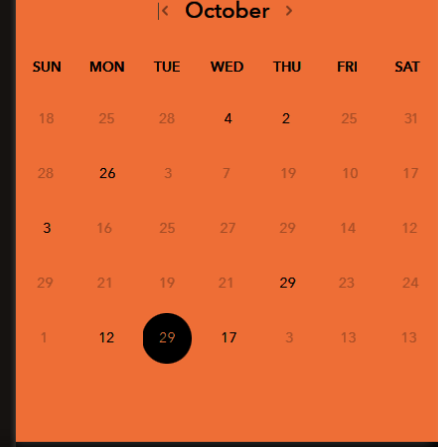 |< October >
SUN MON TUE WED THU FRI SAT
18 25 28 4 2 25 31
28 26 3 7 19 10 17
3 16 25 27 29 14 12
29 21 19 21 29 23 24
1 12 29 17 3 13 13